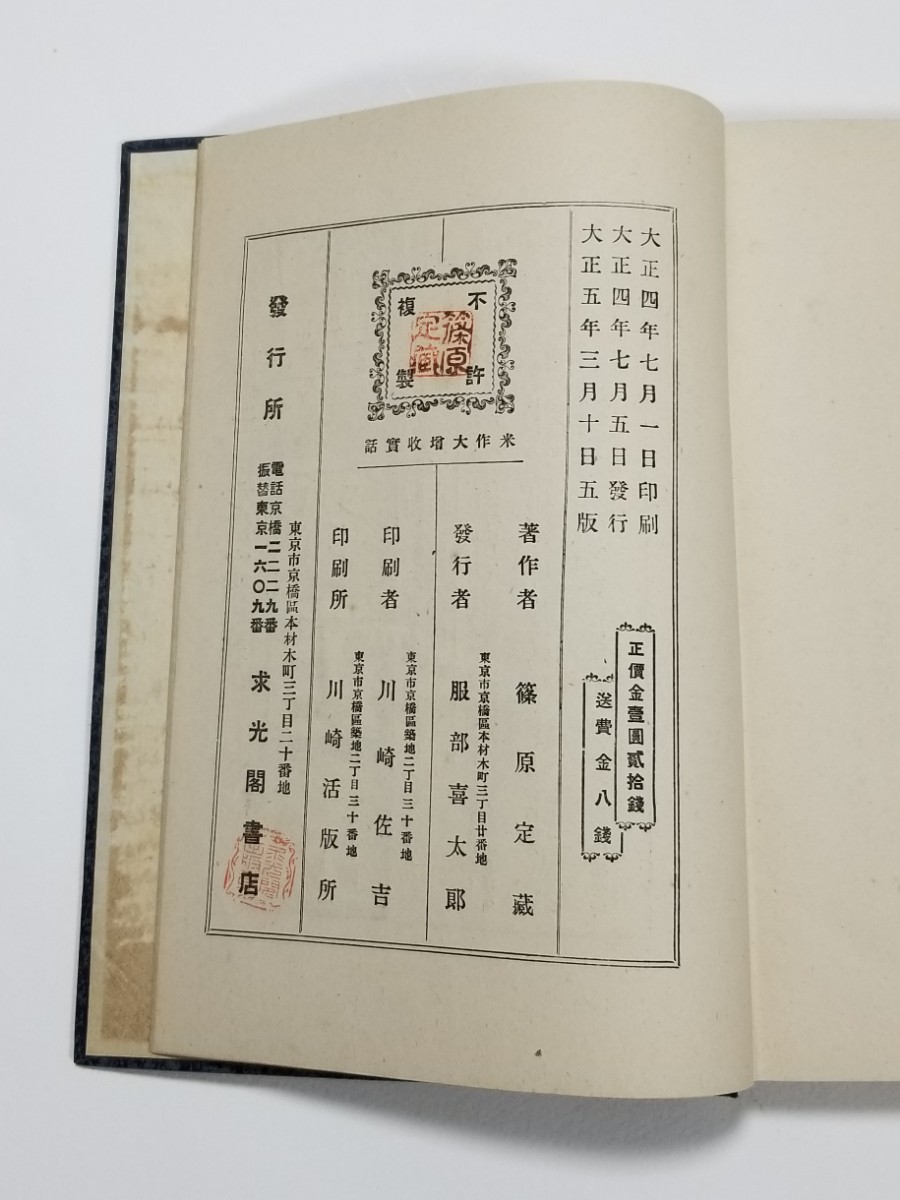 大正四年七月一日印刷
大正四年七月五日發行
大正五年三月十日五版
正價金壹圓貳拾錢
送費金八錢
不許
複製
篠原
定藏
米作大增收實話
著作者 篠原定藏
東京市京橋區本材木町三丁目廿番地
發行者 服部喜太郎
東京市京橋區築地二丁目三十番地
印刷者 川崎佐吉
東京市京橋區築地二丁目三十番地
印刷所 川崎活版所
東京市京橋區本材木町三丁目二十番地
發行所 求光閣書店
電話京橋二二二九番
振替東京一六〇九番